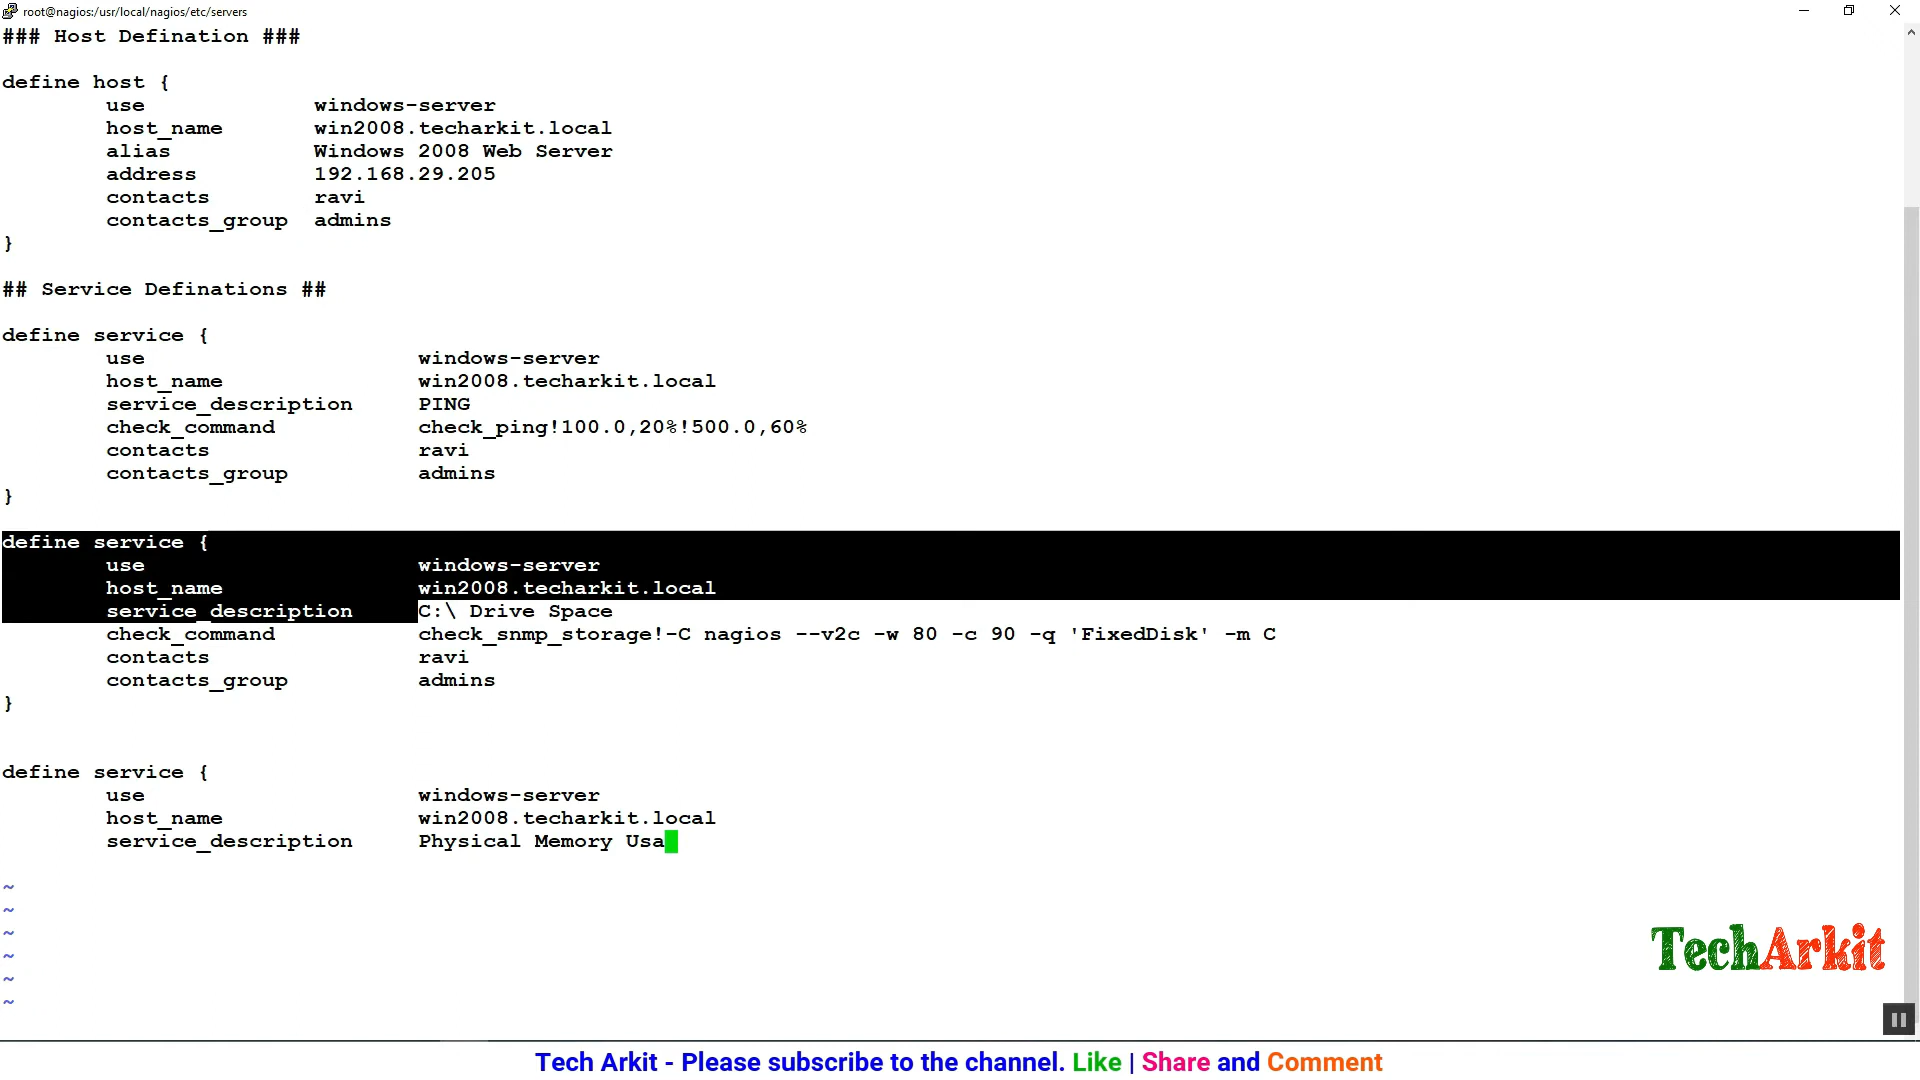 root@nagios:/usr/local/nagios/etc/servers
### Host Defination ###
define host {
use windows-server
host_name win2008.techarkit.local
alias Windows 2008 Web Server
address 192.168.29.205
contacts ravi
contacts_group admins
}
## Service Definations ##
define service {
use windows-server
host_name win2008.techarkit.local
service_description PING
check_command check_ping!100.0,20%!500.0,60%
contacts ravi
contacts_group admins
}
define service {
use windows-server
host_name win2008.techarkit.local
service_description C:\ Drive Space
check_command check_snmp_storage!-C nagios --v2c -w 80 -c 90 -q 'FixedDisk' -m C
contacts ravi
contacts_group admins
}
define service {
use windows-server
host_name win2008.techarkit.local
service_description Physical Memory Usa
~
~
~
~
~
~
TechArkit
Tech Arkit - Please subscribe to the channel. Like | Share and Comment